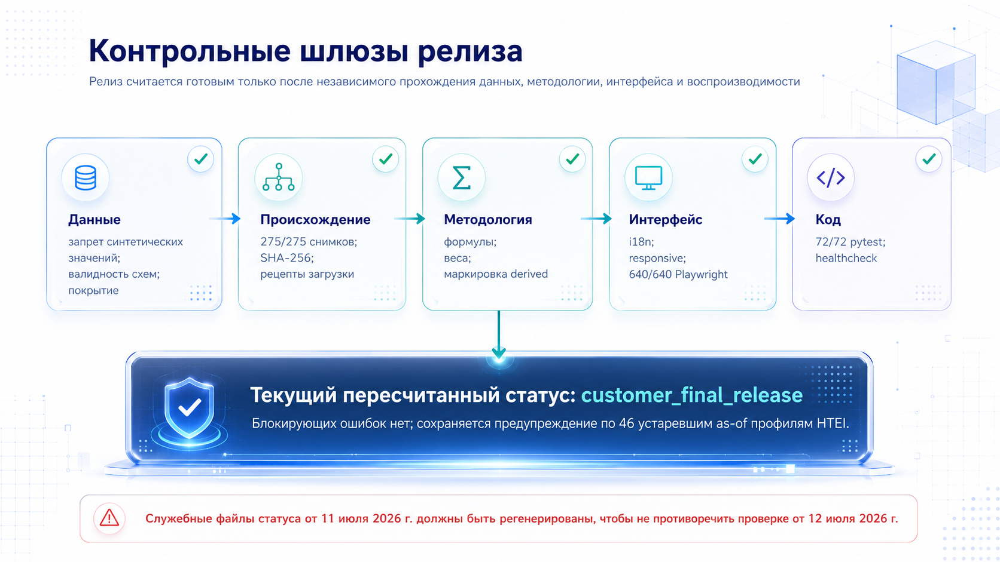 Контрольные шлюзы релиза
Релиз считается готовым только после независимого прохождения данных, методологии, интерфейса и воспроизводимости
Данные
запрет синтетических
значений;
валидность схем;
покрытие
Происхождение
275/275 снимков;
SHA-256;
рецепты загрузки
Σ
Методология
формулы;
веса;
маркировка derived
Интерфейс
i18n;
responsive;
640/640 Playwright
</>
Код
72/72 pytest;
healthcheck
Текущий пересчитанный статус: customer_final_release
Блокирующих ошибок нет; сохраняется предупреждение по 46 устаревшим as-of профилям HTEI.
Служебные файлы статуса от 11 июля 2026 г. должны быть регенерированы, чтобы не противоречить проверке от 12 июля 2026 г.